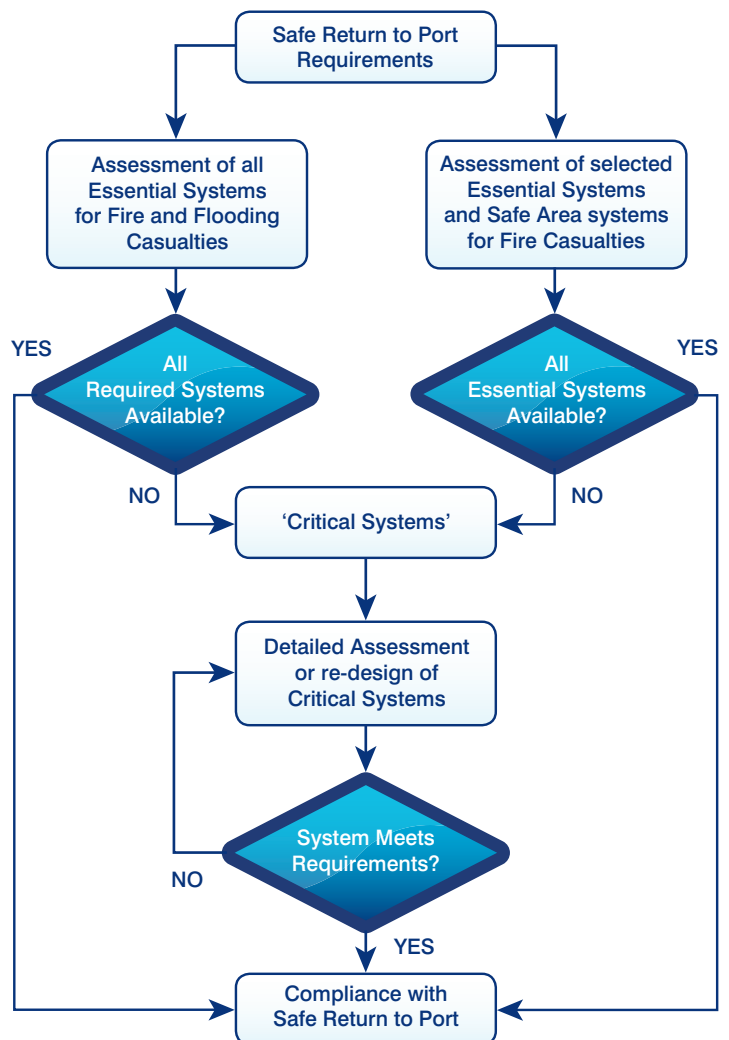 Safe Return to Port
Requirements
Assessment of all
Essential Systems
for Fire and Flooding
Casualties
Assessment of selected
Essential Systems
and Safe Area systems
for Fire Casualties
YES
All
Required Systems
Available?
All
Essential Systems
Available?
YES
NO
NO
‘Critical Systems’
Detailed Assessment
or re-design of
Critical Systems
System Meets
Requirements?
NO
YES
Compliance with
Safe Return to Port